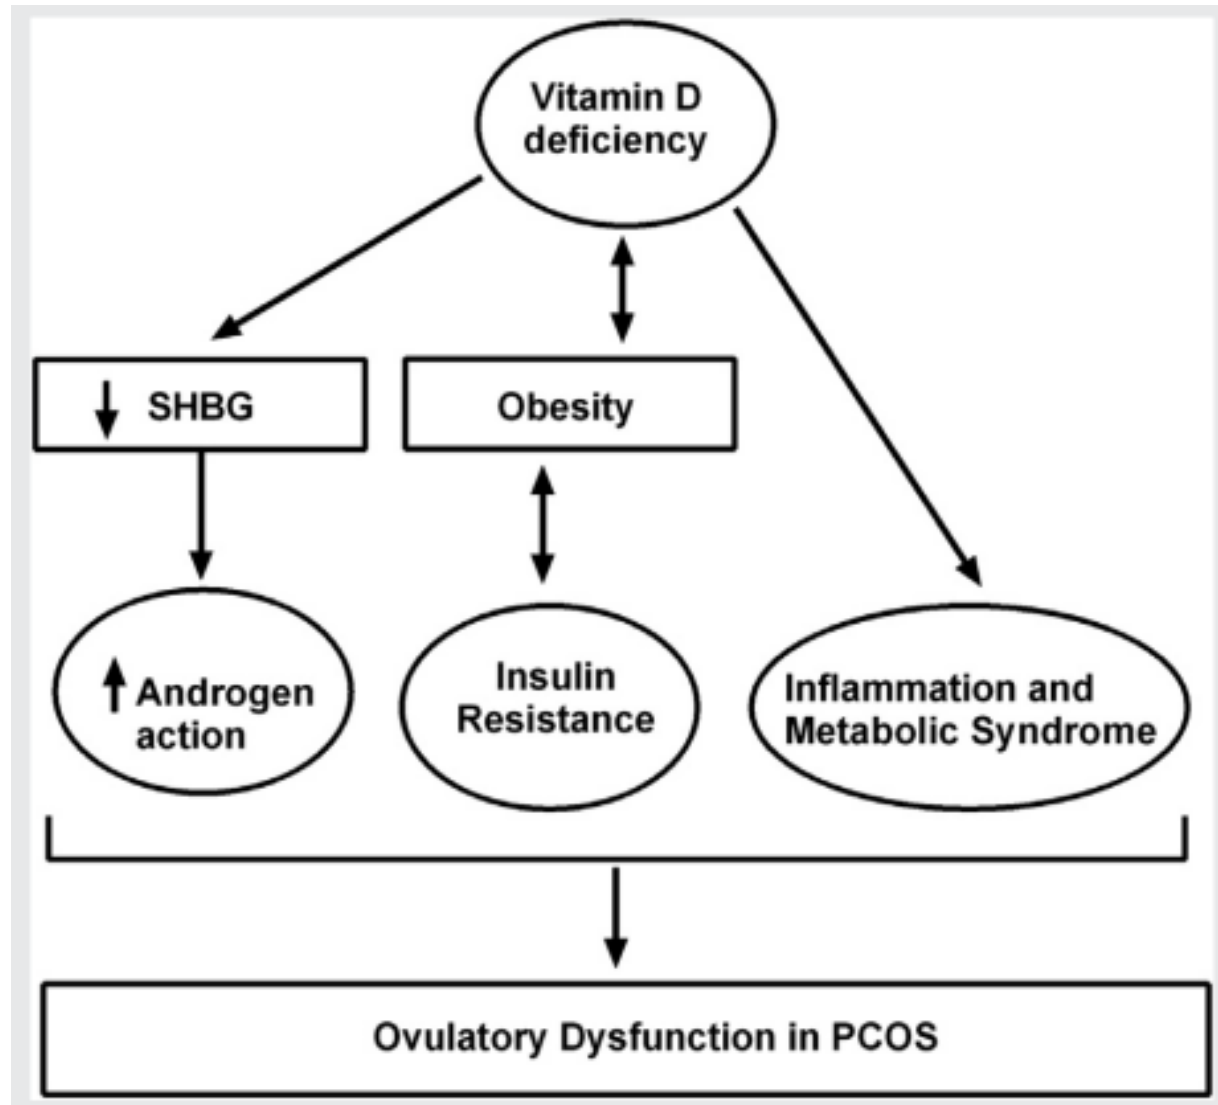 Vitamin D
deficiency
↓ SHBG
Obesity
↑ Androgen
action
Insulin
Resistance
Inflammation and
Metabolic Syndrome
Ovulatory Dysfunction in PCOS